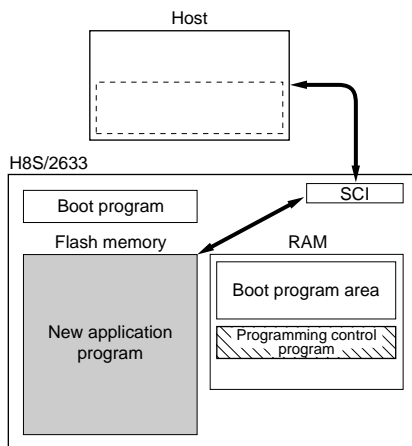 Host
H8S/2633
SCI
Boot program
Flash memory
RAM
Boot program area
New application
program
Programming control
program